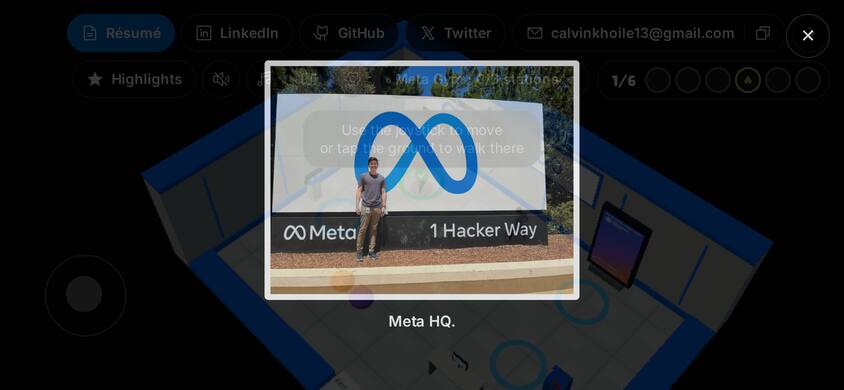 Résumé
LinkedIn
GitHub
Twitter
calvinkhoile13@gmail.com
Highlights
1/6
Use the joystick to move
or tap the ground to walk there
Meta
1 Hacker Way
Meta HQ.